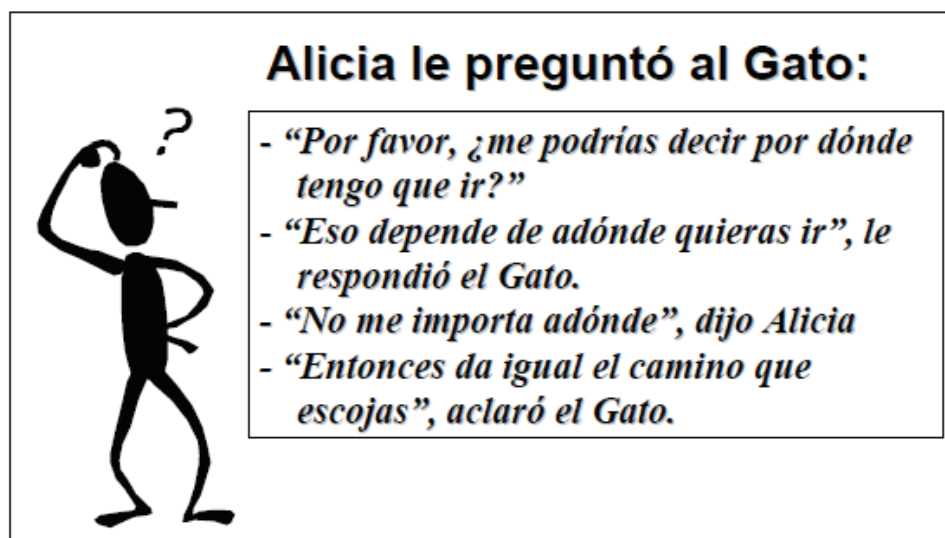 ?
Alicia le preguntó al Gato:
- “Por favor, ¿me podrías decir por dónde
tengo que ir?”
- “Eso depende de adónde quieras ir”, le
respondió el Gato.
- “No me importa adónde”, dijo Alicia
- “Entonces da igual el camino que
escojas”, aclaró el Gato.